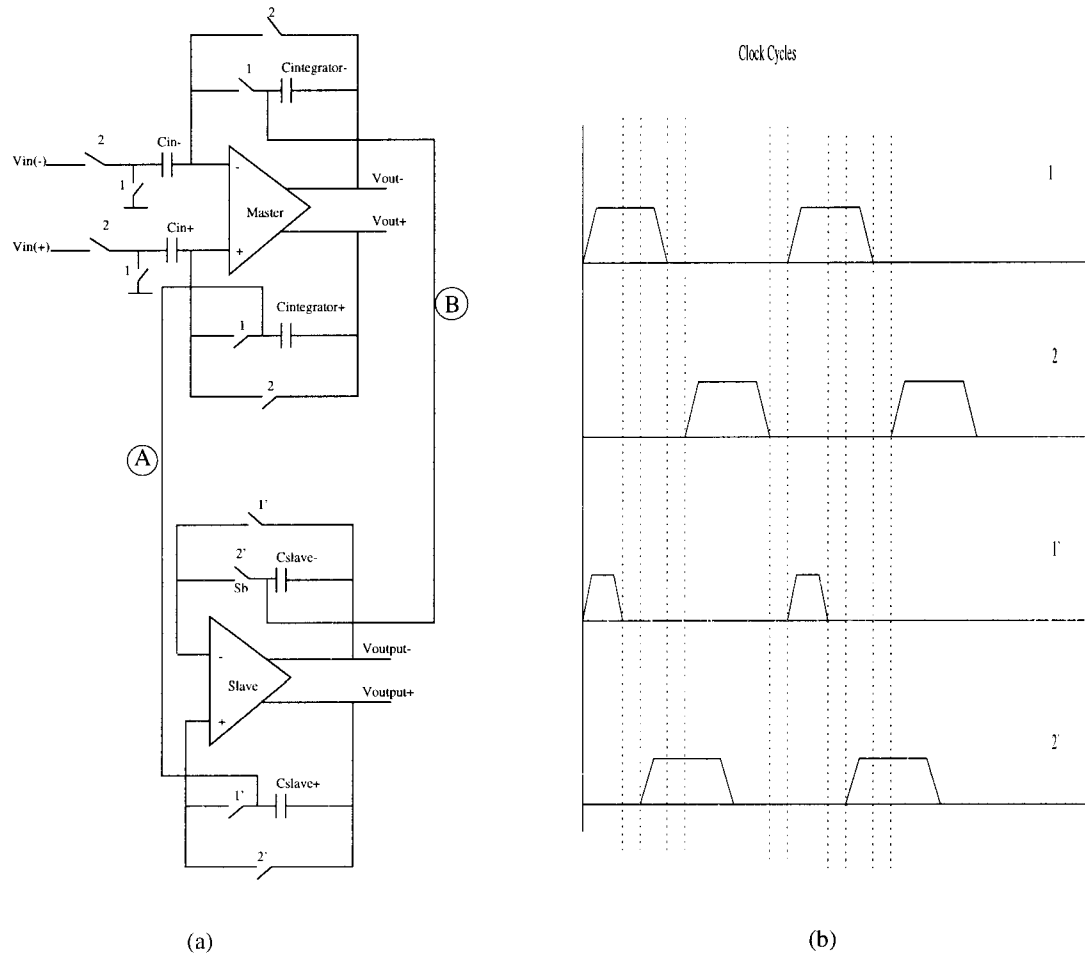 2
1
Cintegrator-
2
Cin-
Vin(-)
1
-
Vout-
Master
Vout+
2
Cin+
Vin(+)
+
1
B
1
Cintegrator+
2
A
1'
2'
Cslave-
Sb
-
Voutput-
Slave
Voutput+
+
Cslave+
1'
2'
(a)
Clock Cycles
1
2
1'
2'
(b)